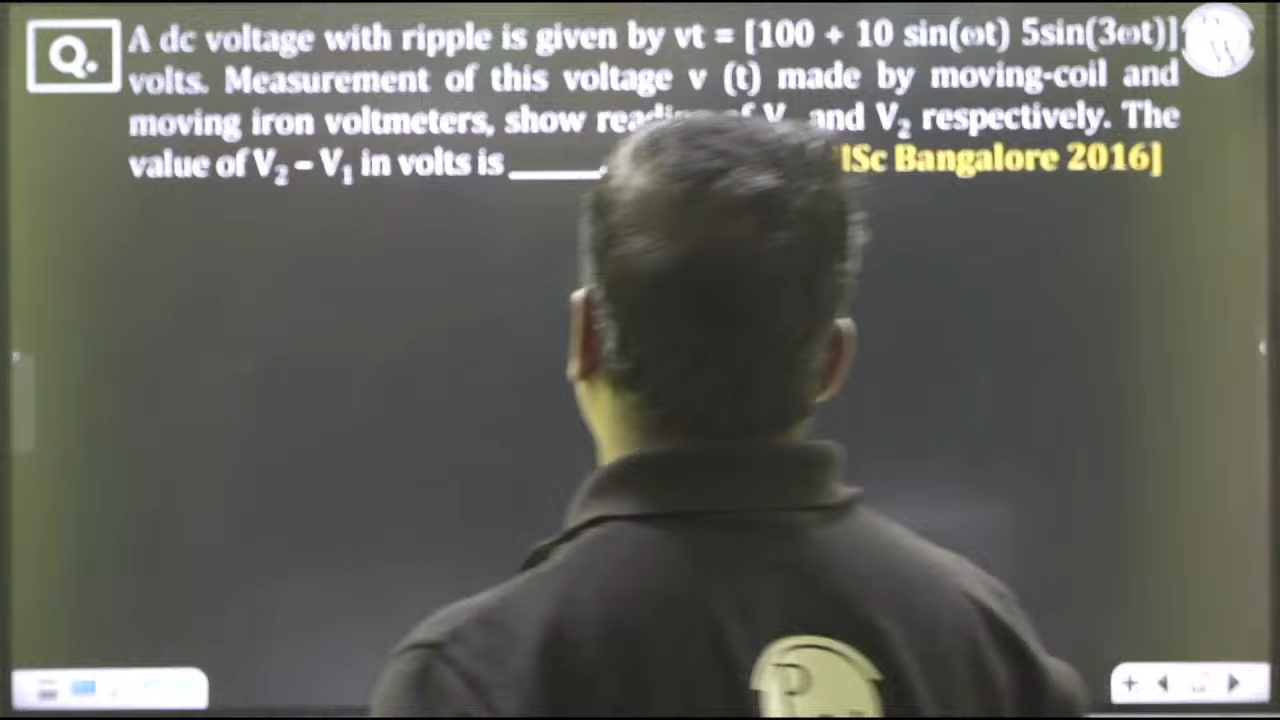 Q.
A dc voltage with ripple is given by vt = [100 + 10 sin(ωt) 5sin(3ωt)]
volts. Measurement of this voltage v (t) made by moving-coil and
moving iron voltmeters, show and V₂ respectively. The
value of V₂ – V₁ in volts is ______. Bangalore 2016]
P